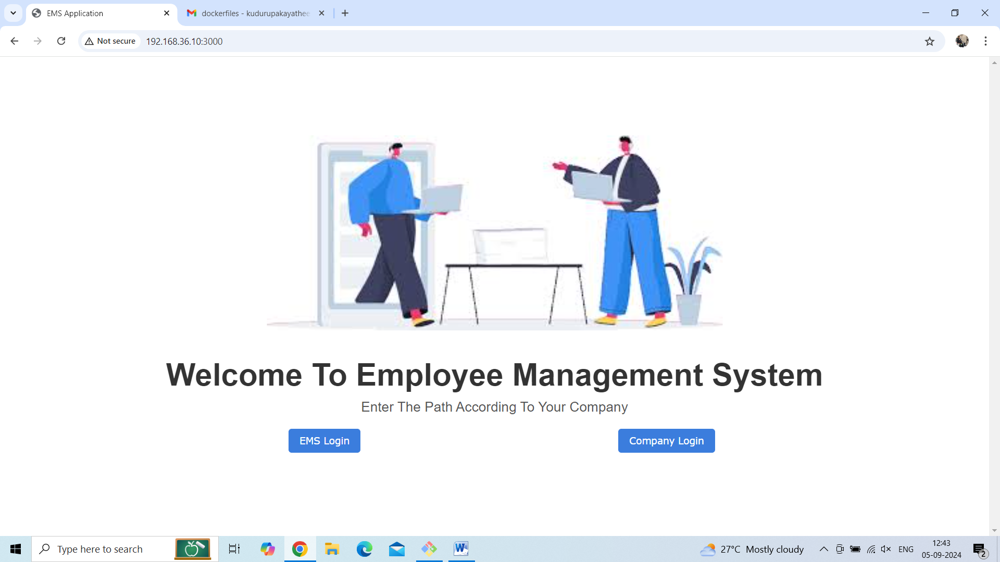 EMS Application
dockerfiles - kudurupakayathee
Not secure
192.168.36.10:3000
Welcome To Employee Management System
Enter The Path According To Your Company
EMS Login
Company Login
Type here to search
27°C Mostly cloudy
ENG
12:43
05-09-2024
2